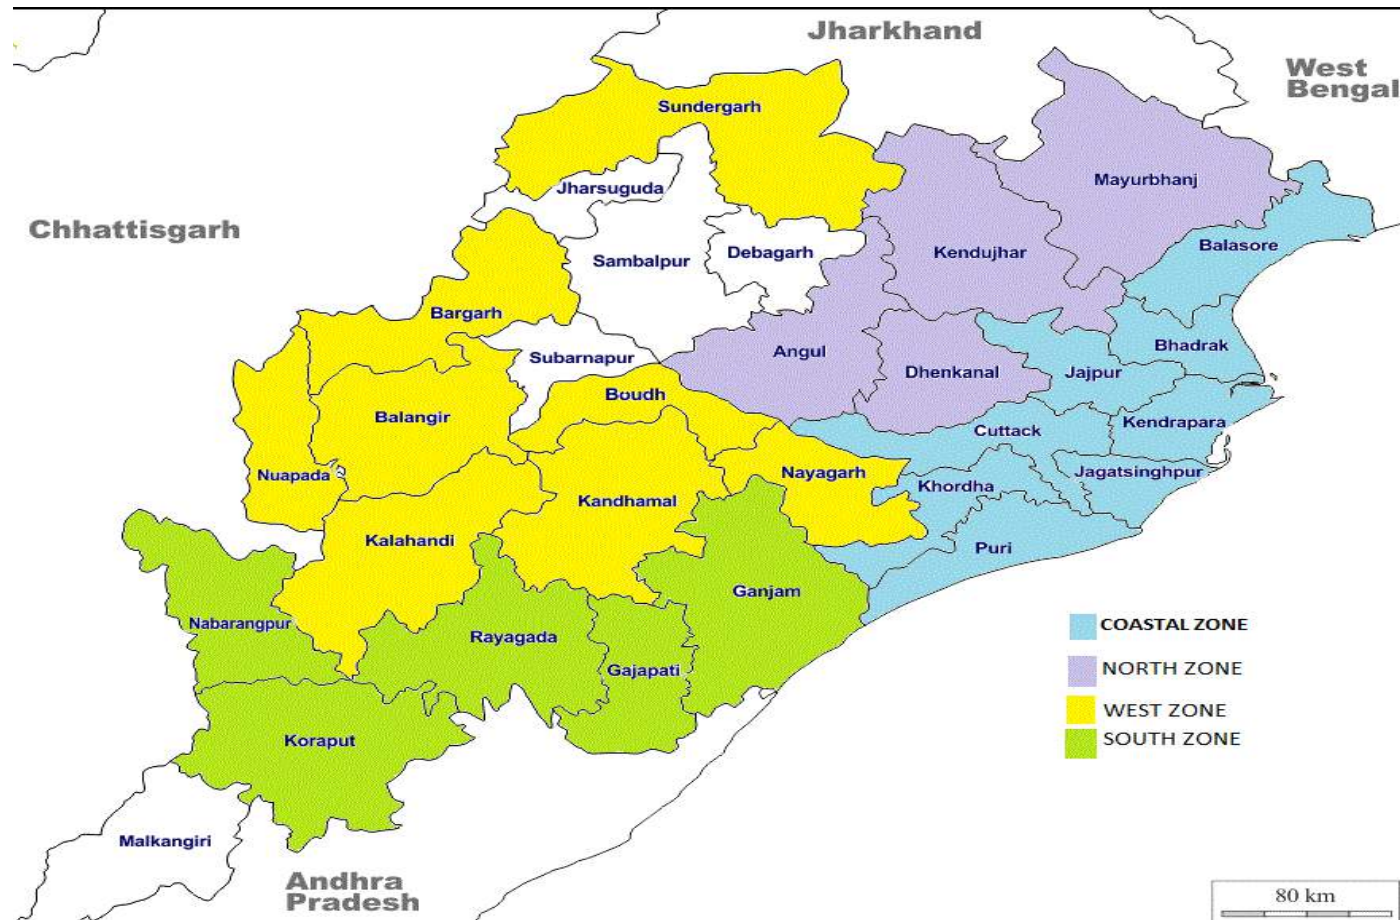 Jharkhand
West
Bengal
Sundergarh
Mayurbhanj
Jharsuguda
Chhattisgarh
Balasore
Kendujhar
Debagarh
Sambalpur
Bargarh
Bhadrak
Angul
Subarnapur
Dhenkanal
Jajpur
Boudh
Balangir
Kendrapara
Cuttack
Nayagarh
Jagatsinghpur
Nuapada
Khordha
Kandhamal
Kalahandi
Puri
Ganjam
Nabarangpur
COASTAL ZONE
Rayagada
Gajapati
NORTH ZONE
WEST ZONE
Koraput
SOUTH ZONE
Malkangiri
Andhra
Pradesh
80 km